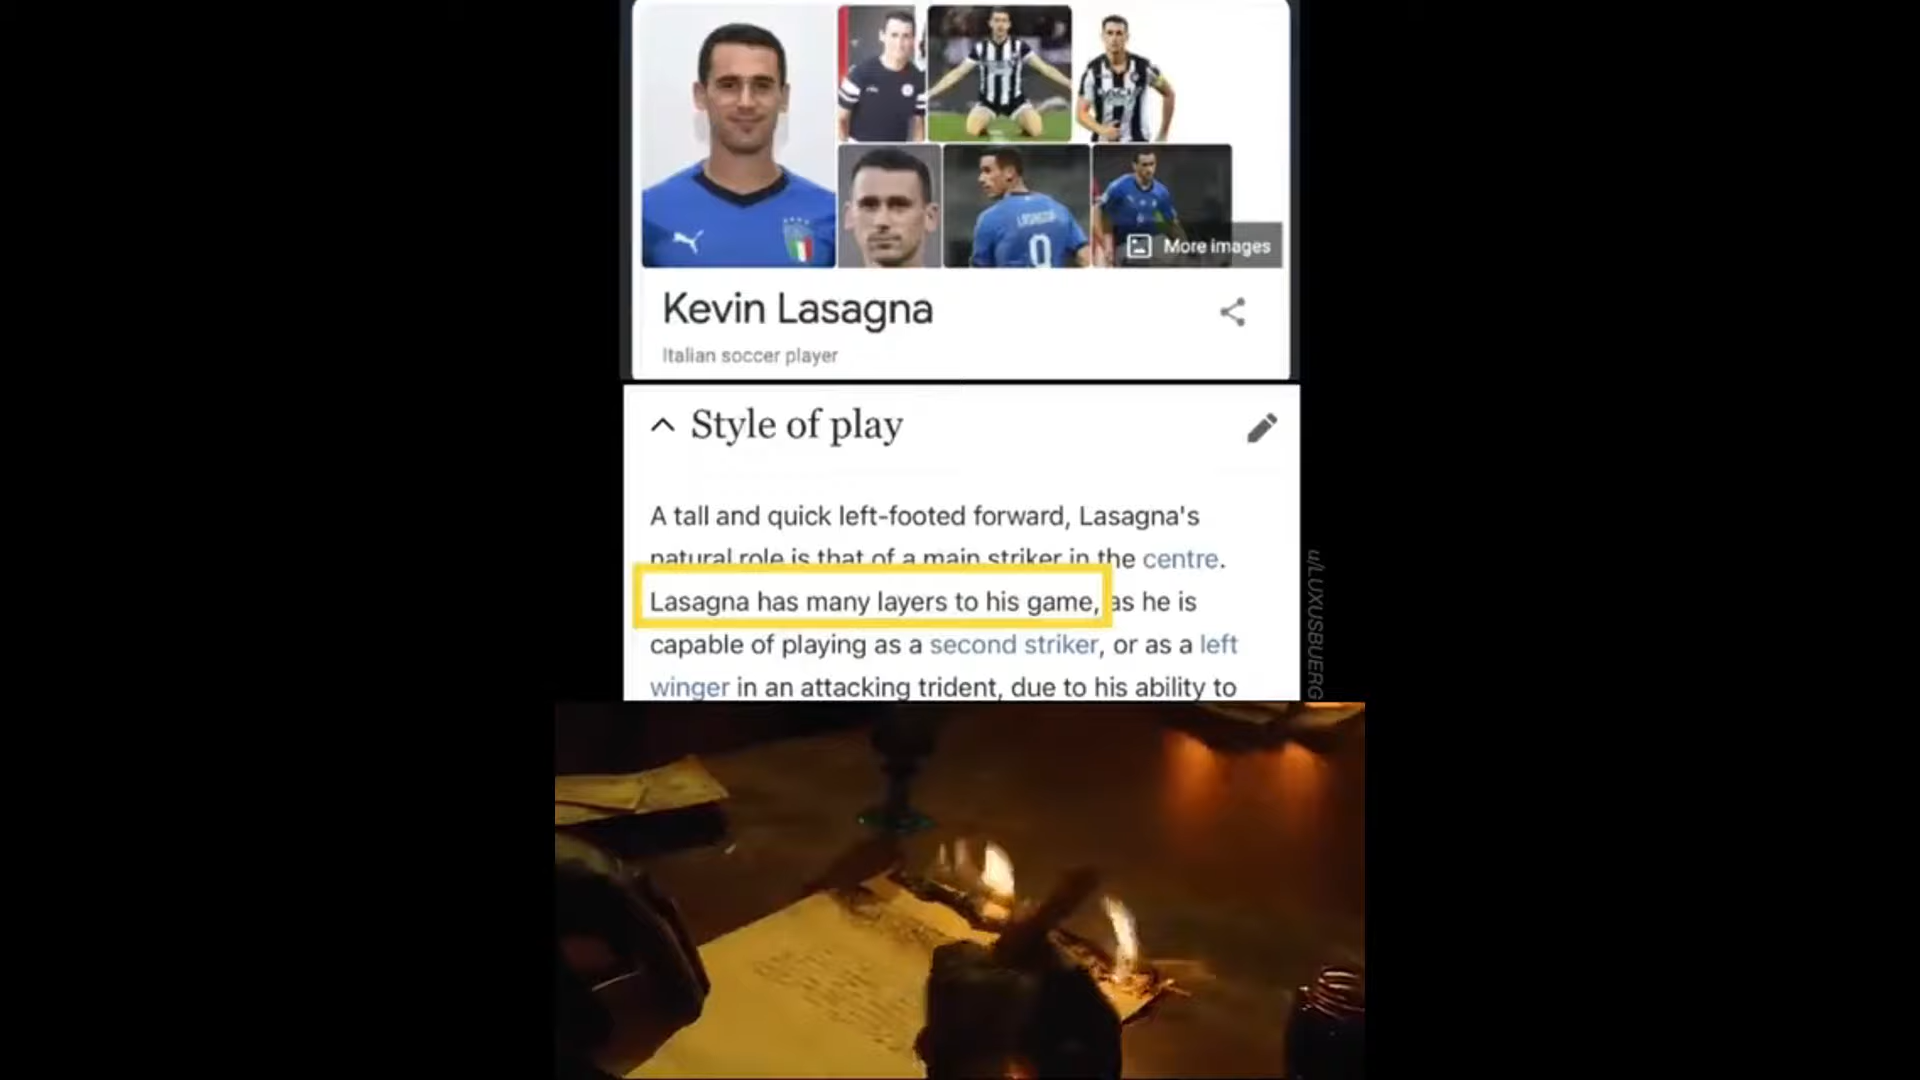 LASAGNA
9
More images
Kevin Lasagna
Italian soccer player
Style of play
A tall and quick left-footed forward, Lasagna's
natural role is that of a main striker in the centre.
Lasagna has many layers to his game, as he is
capable of playing as a second striker, or as a left
winger in an attacking trident, due to his ability to
u/LUXUSBUERG